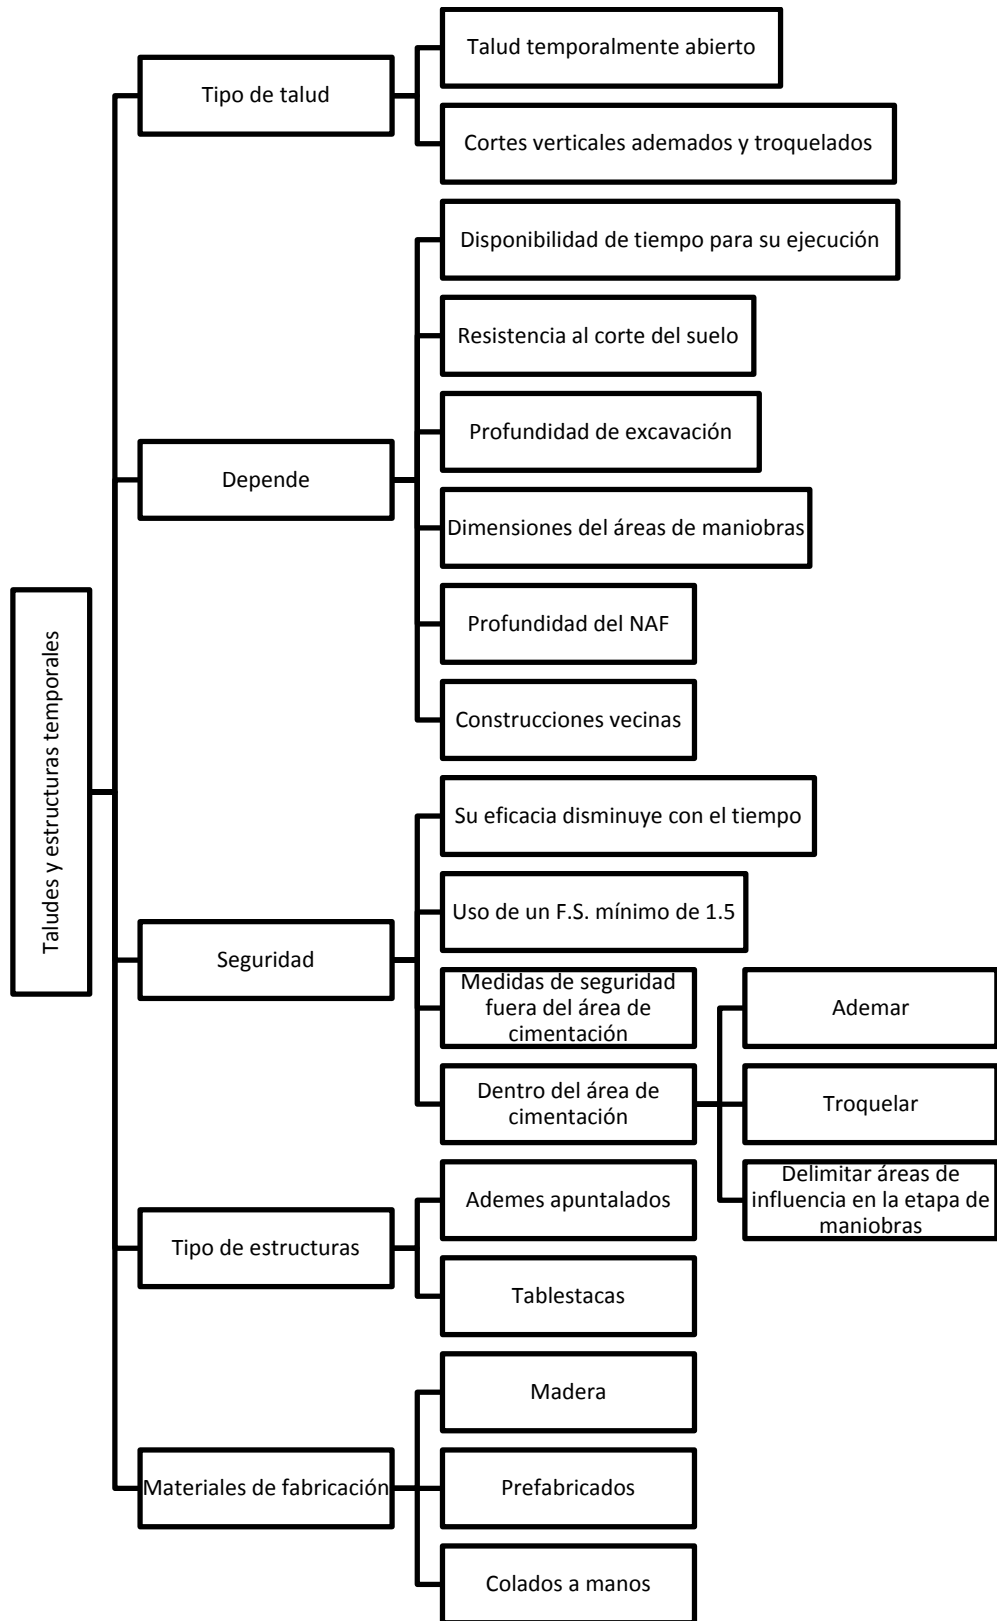 Taludes y estructuras temporales
Tipo de talud
Talud temporalmente abierto
Cortes verticales ademados y troquelados
Depende
Disponibilidad de tiempo para su ejecución
Resistencia al corte del suelo
Profundidad de excavación
Dimensiones del áreas de maniobras
Profundidad del NAF
Construcciones vecinas
Seguridad
Su eficacia disminuye con el tiempo
Uso de un F.S. mínimo de 1.5
Medidas de seguridad
fuera del área de
cimentación
Dentro del área de
cimentación
Ademar
Troquelar
Delimitar áreas de
influencia en la etapa de
maniobras
Tipo de estructuras
Ademes apuntalados
Tablestacas
Materiales de fabricación
Madera
Prefabricados
Colados a manos